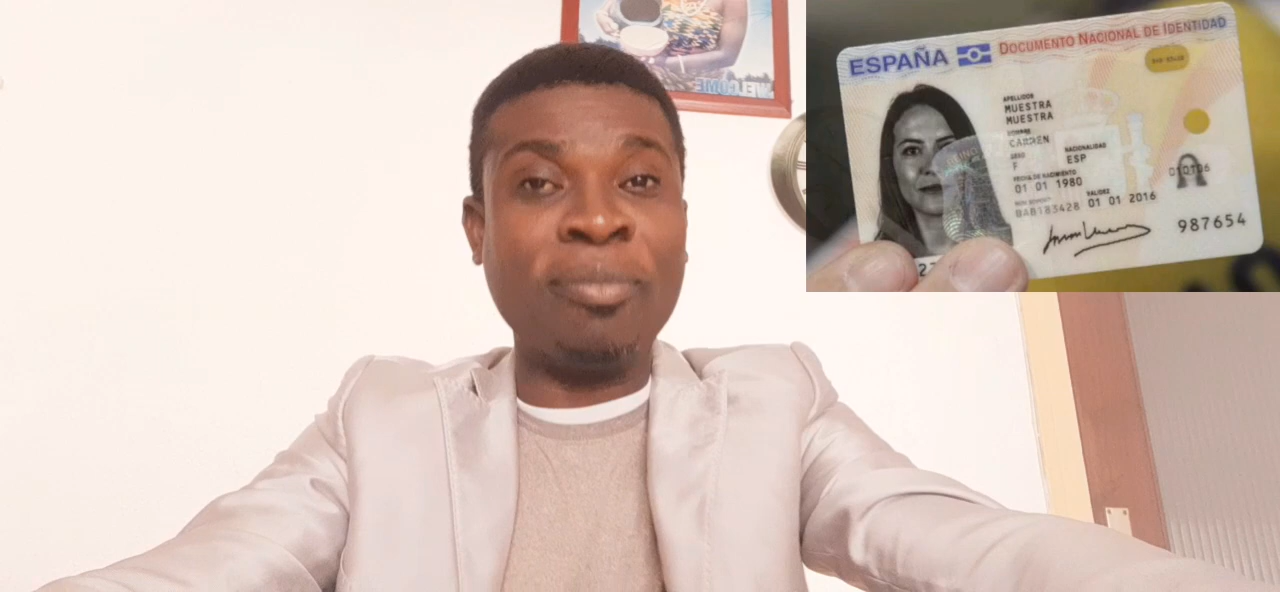 WELCOME
ESPAÑA
DOCUMENTO NACIONAL DE IDENTIDAD
APELLIDOS
MUESTRA
MUESTRA
NOMBRE
CARMEN
SEXO
F
NACIONALIDAD
ESP
FECHA DE NACIMIENTO
01 01 1980
BAB183428
VALIDEZ
01 01 2016
010106
987654